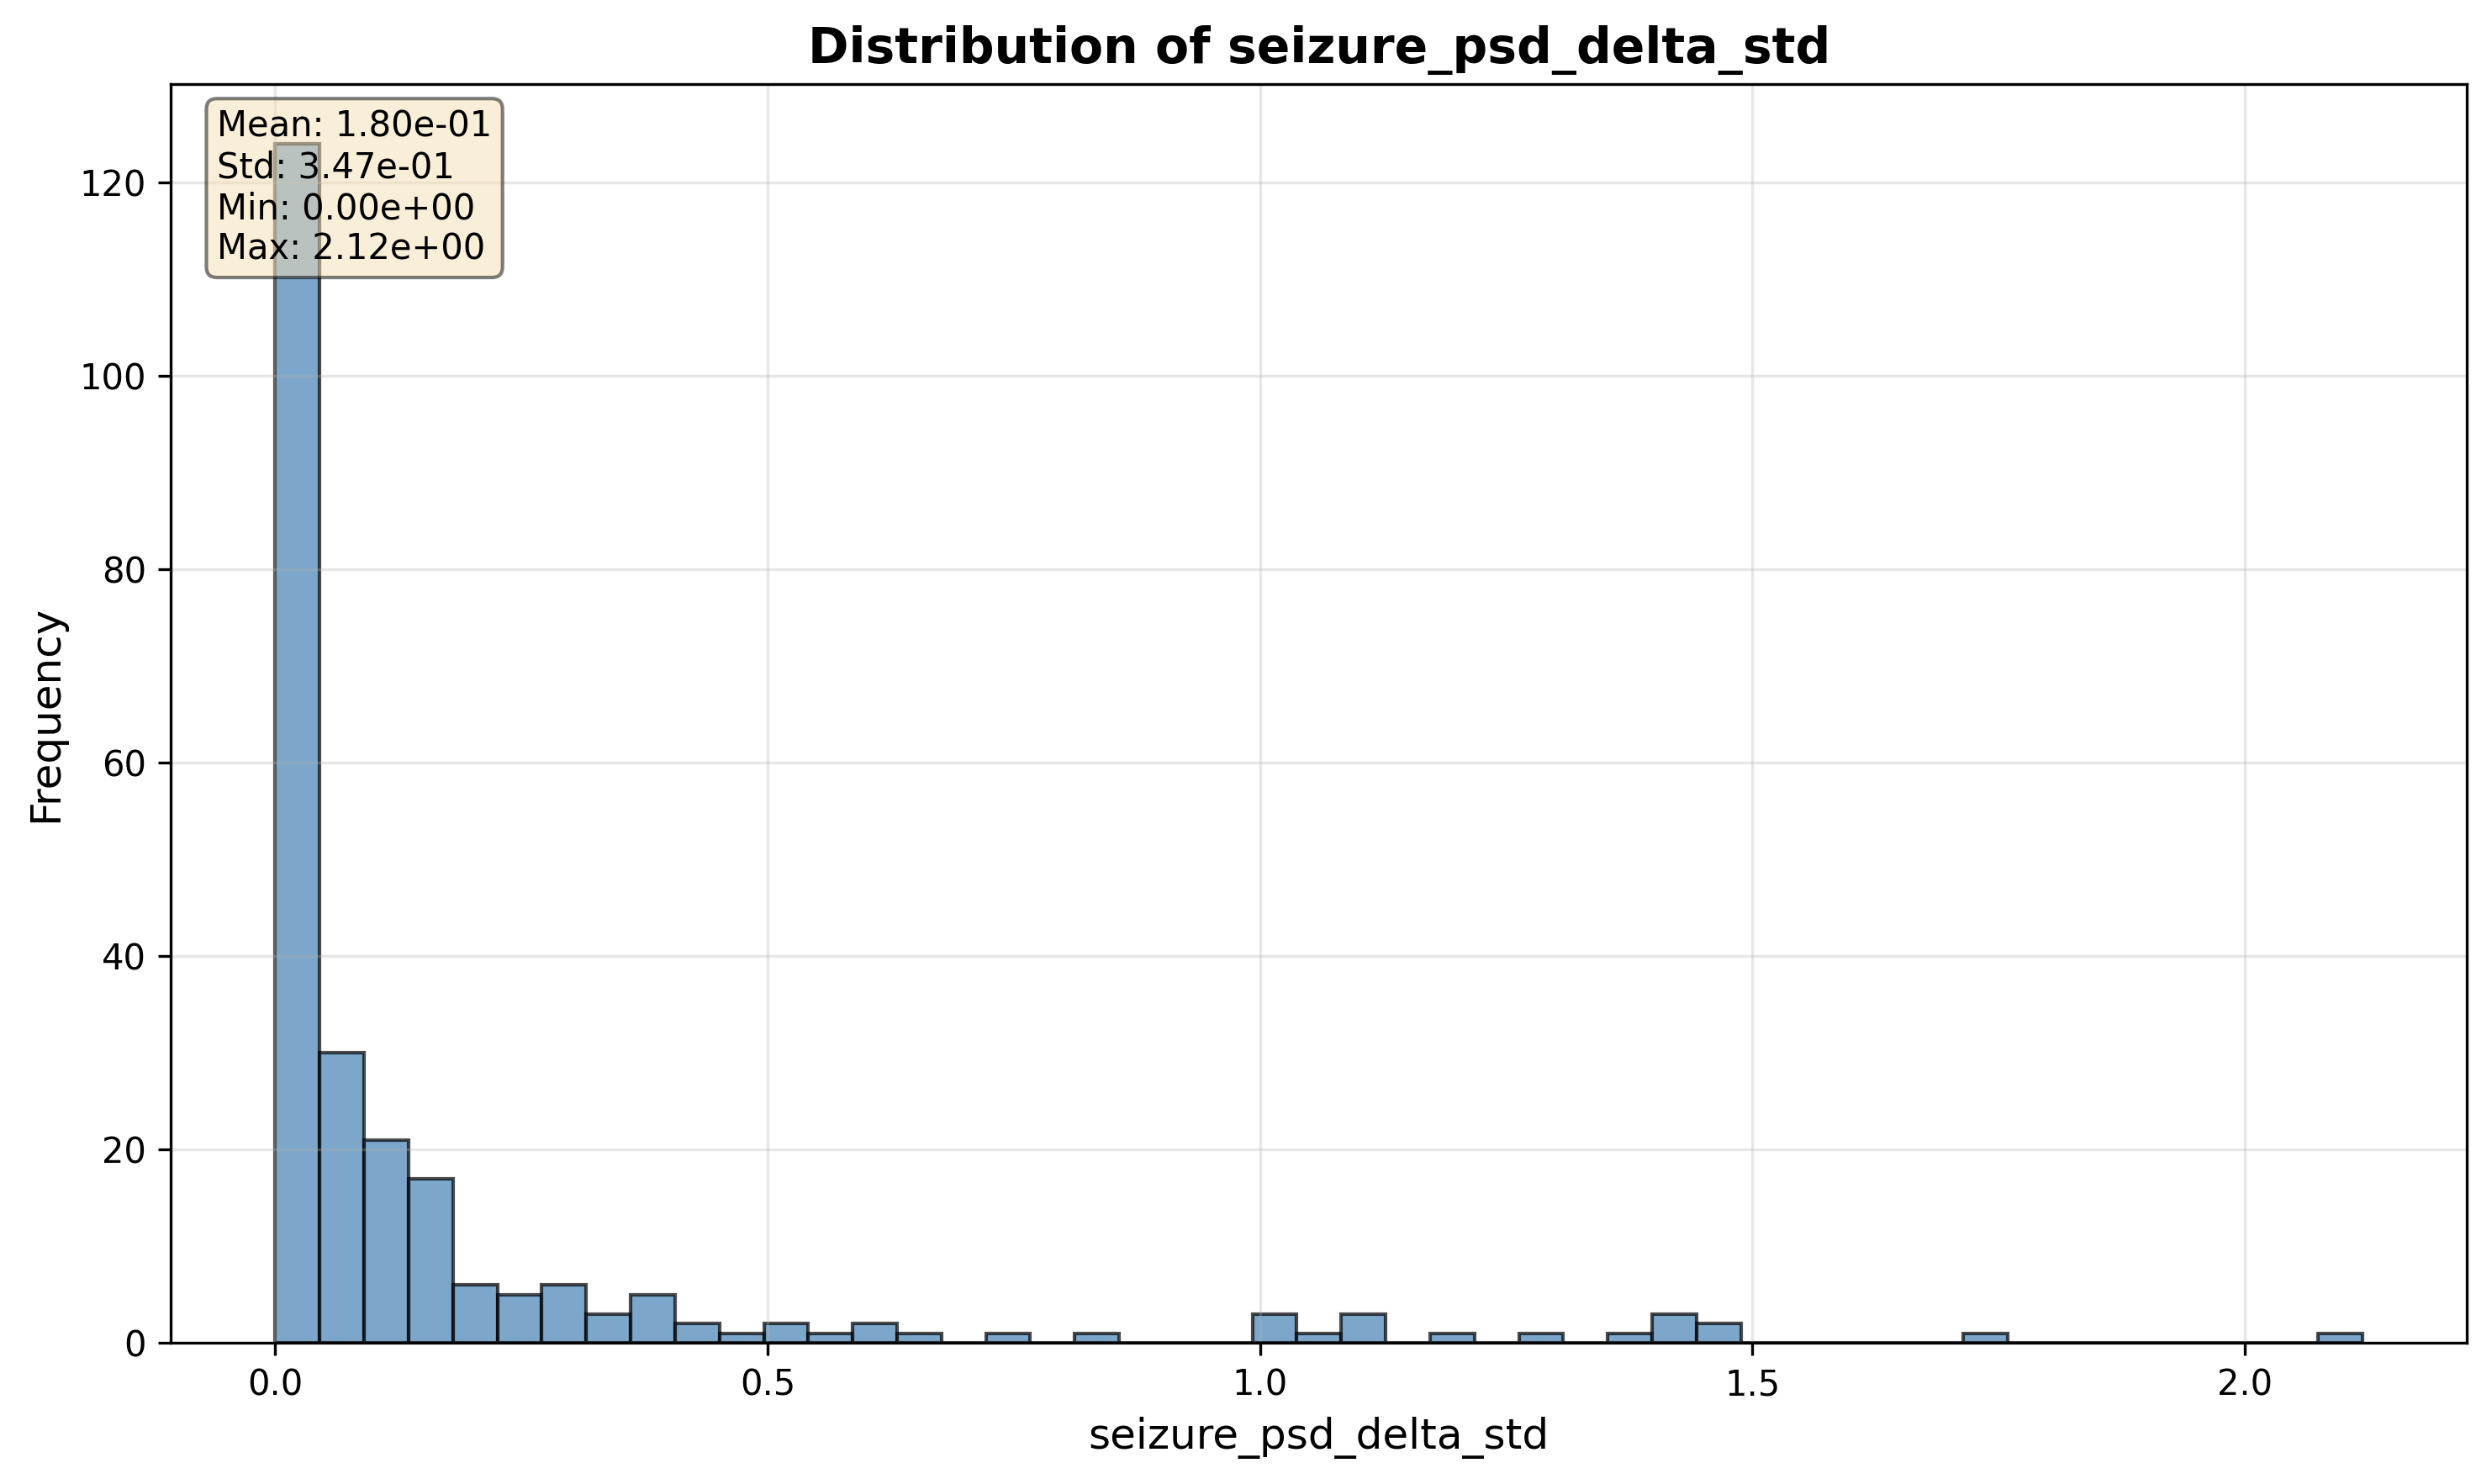 Distribution of seizure_psd_delta_std
Mean: 1.80e-01
Std: 3.47e-01
Min: 0.00e+00
Max: 2.12e+00
120
100
80
60
40
20
0
Frequency
0.0 0.5 1.0 1.5 2.0
seizure_psd_delta_std